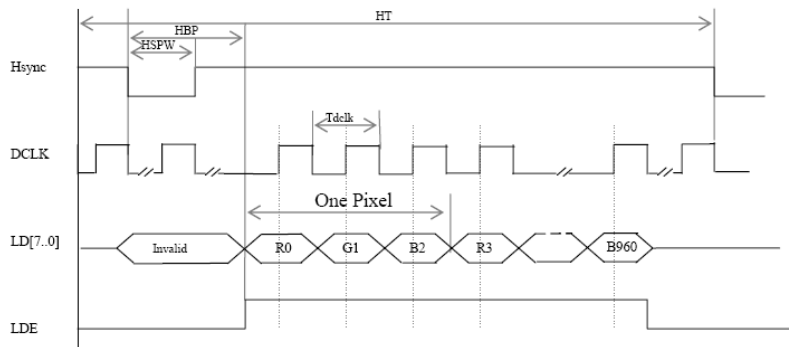 HT
HBP
HSPW
Hsync
Tdclk
DCLK
One Pixel
LD[7..0] Invalid R0 G1 B2 R3 B960
LDE